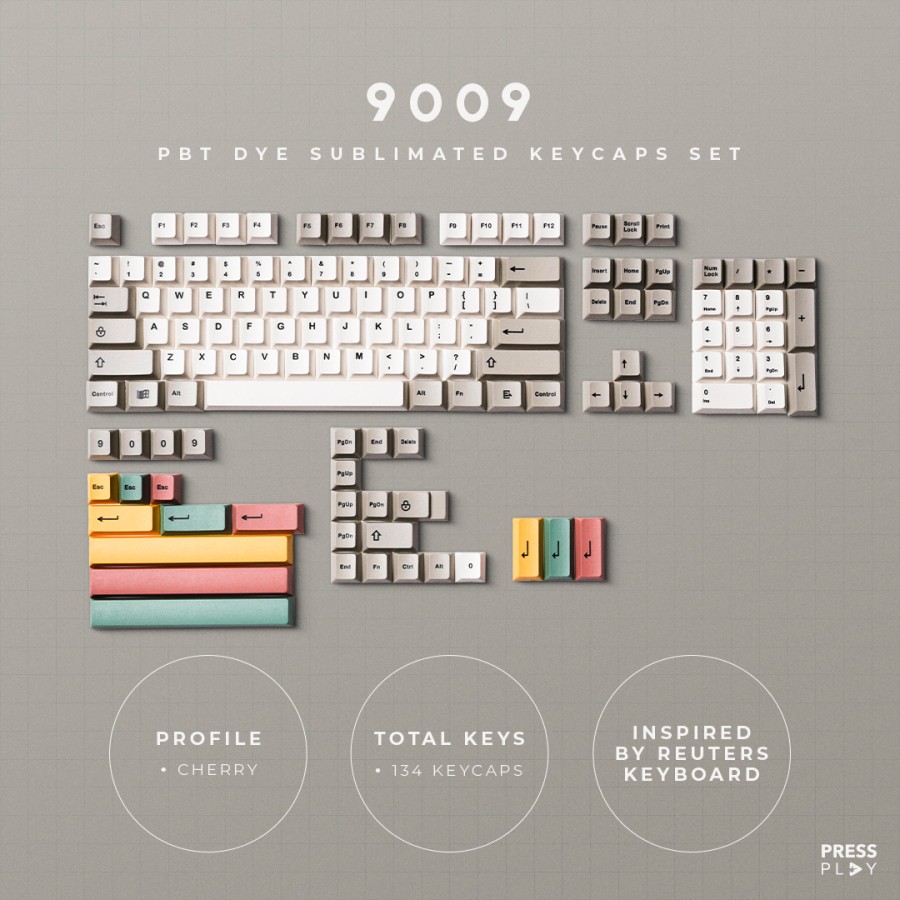 9009
PBT DYE SUBLIMATED KEYCAPS SET
Esc F1 F2 F3 F4 F5 F6 F7 F8 F9 F10 F11 F12 Pause Scroll Lock Print
~ ! @ # $ % ^ & * ( ) — +
` 1 2 3 4 5 6 7 8 9 0 - = ← Insert Home PgUp Num Lock / * −
Q W E R T Y U I O P { [ } ] | \ Delete End PgDn 7 Home 8 ↑ 9 PgUp +
A S D F G H J K L : ; " ' 4 ← 5 6 →
⇧ Z X C V B N M < , > . ? / ⇧ ↑ 1 End 2 ↓ 3 PgDn
Control Alt Alt Fn Control ← ↓ → 0 Ins . Del
9 0 0 9 PgDn End Delete
PgUp
Esc Esc Esc
PgUp PgDn
PgDn ⇧
End Fn Ctrl Alt 0
PROFILE
• CHERRY
TOTAL KEYS
• 134 KEYCAPS
INSPIRED
BY REUTERS
KEYBOARD
PRESS
PLAY